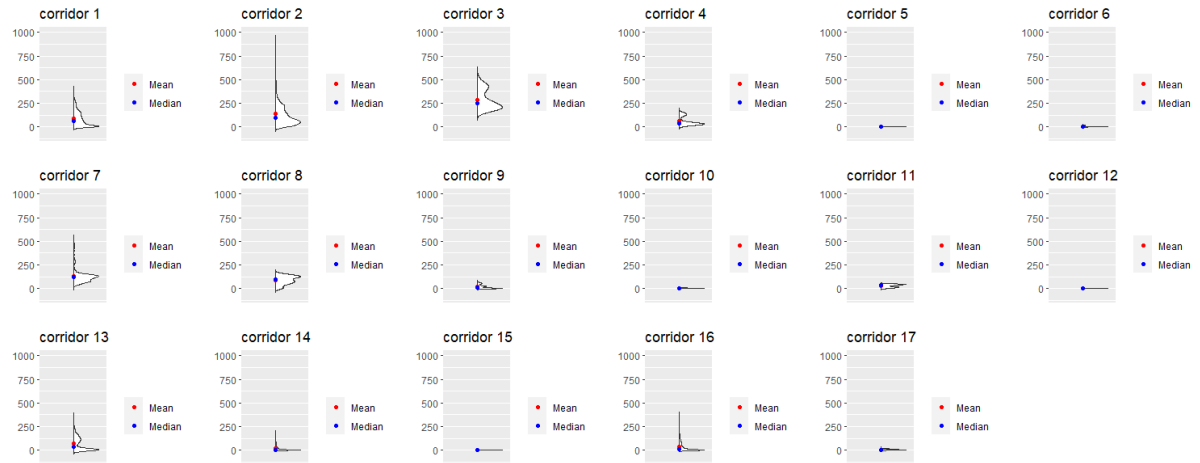 corridor 1
1000
750
500
250
0
Mean
Median
corridor 2
1000
750
500
250
0
Mean
Median
corridor 3
1000
750
500
250
0
Mean
Median
corridor 4
1000
750
500
250
0
Mean
Median
corridor 5
1000
750
500
250
0
Mean
Median
corridor 6
1000
750
500
250
0
Mean
Median
corridor 7
1000
750
500
250
0
Mean
Median
corridor 8
1000
750
500
250
0
Mean
Median
corridor 9
1000
750
500
250
0
Mean
Median
corridor 10
1000
750
500
250
0
Mean
Median
corridor 11
1000
750
500
250
0
Mean
Median
corridor 12
1000
750
500
250
0
Mean
Median
corridor 13
1000
750
500
250
0
Mean
Median
corridor 14
1000
750
500
250
0
Mean
Median
corridor 15
1000
750
500
250
0
Mean
Median
corridor 16
1000
750
500
250
0
Mean
Median
corridor 17
1000
750
500
250
0
Mean
Median